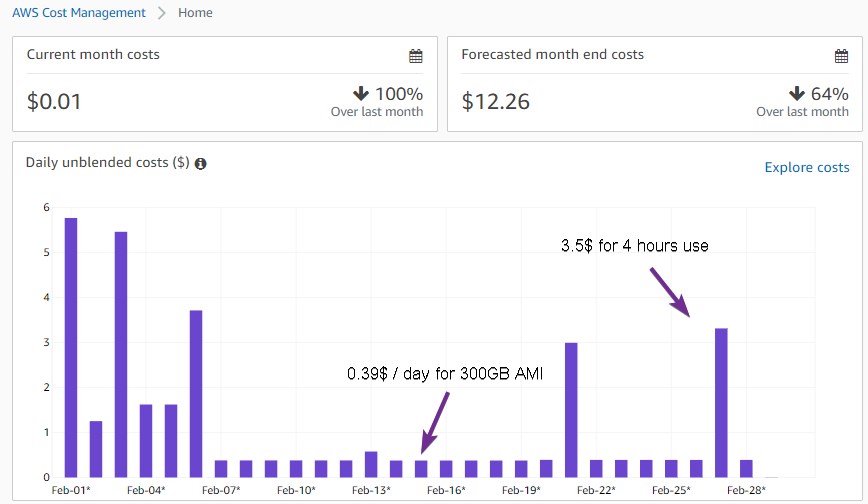 AWS Cost Management > Home
Current month costs
$0.01
100%
Over last month
Forecasted month end costs
$12.26
64%
Over last month
Daily unblended costs ($)
Explore costs
6
5
4
3
2
1
0
3.5$ for 4 hours use
0.39$ / day for 300GB AMI
Feb-01* Feb-04* Feb-07* Feb-10* Feb-13* Feb-16* Feb-19* Feb-22* Feb-25* Feb-28*